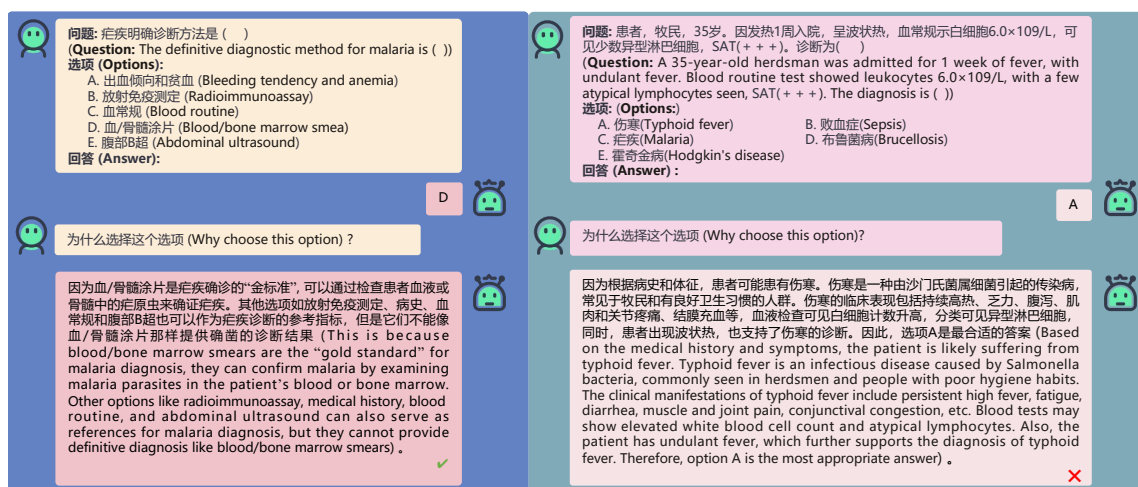 问题: 疟疾明确诊断方法是 (    )
(Question: The definitive diagnostic method for malaria is ( ))
选项 (Options):
A. 出血倾向和贫血 (Bleeding tendency and anemia)
B. 放射免疫测定 (Radioimmunoassay)
C. 血常规 (Blood routine)
D. 血/骨髓涂片 (Blood/bone marrow smea)
E. 腹部B超 (Abdominal ultrasound)
回答 (Answer):
D
为什么选择这个选项 (Why choose this option) ?
因为血/骨髓涂片是疟疾确诊的“金标准”, 可以通过检查患者血液或
骨髓中的疟原虫来确证疟疾。其他选项如放射免疫测定、病史、血
常规和腹部B超也可以作为疟疾诊断的参考指标，但是它们不能像
血/骨髓涂片那样提供确凿的诊断结果 (This is because
blood/bone marrow smears are the “gold standard” for
malaria diagnosis, they can confirm malaria by examining
malaria parasites in the patient’s blood or bone marrow.
Other options like radioimmunoassay, medical history, blood
routine, and abdominal ultrasound can also serve as
references for malaria diagnosis, but they cannot provide
definitive diagnosis like blood/bone marrow smears) 。
问题: 患者，牧民，35岁。因发热1周入院，呈波状热，血常规示白细胞6.0×109/L，可
见少数异型淋巴细胞，SAT(+++)。诊断为(    )
(Question: A 35-year-old herdsman was admitted for 1 week of fever, with
undulant fever. Blood routine test showed leukocytes 6.0×109/L, with a few
atypical lymphocytes seen, SAT(+++). The diagnosis is ( ))
选项: (Options:)
A. 伤寒(Typhoid fever) B. 败血症(Sepsis)
C. 疟疾(Malaria) D. 布鲁菌病(Brucellosis)
E. 霍奇金病(Hodgkin's disease)
回答 (Answer) :
A
为什么选择这个选项 (Why choose this option)?
因为根据病史和体征，患者可能患有伤寒。伤寒是一种由沙门氏菌属细菌引起的传染病,
常见于牧民和有良好卫生习惯的人群。伤寒的临床表现包括持续高热、乏力、腹泻、肌
肉和关节疼痛、结膜充血等，血液检查可见白细胞计数升高，分类可见异型淋巴细胞,
同时，患者出现波状热，也支持了伤寒的诊断。因此，选项A是最合适的答案 (Based
on the medical history and symptoms, the patient is likely suffering from
typhoid fever. Typhoid fever is an infectious disease caused by Salmonella
bacteria, commonly seen in herdsmen and people with poor hygiene habits.
The clinical manifestations of typhoid fever include persistent high fever, fatigue,
diarrhea, muscle and joint pain, conjunctival congestion, etc. Blood tests may
show elevated white blood cell count and atypical lymphocytes. Also, the
patient has undulant fever, which further supports the diagnosis of typhoid
fever. Therefore, option A is the most appropriate answer) 。